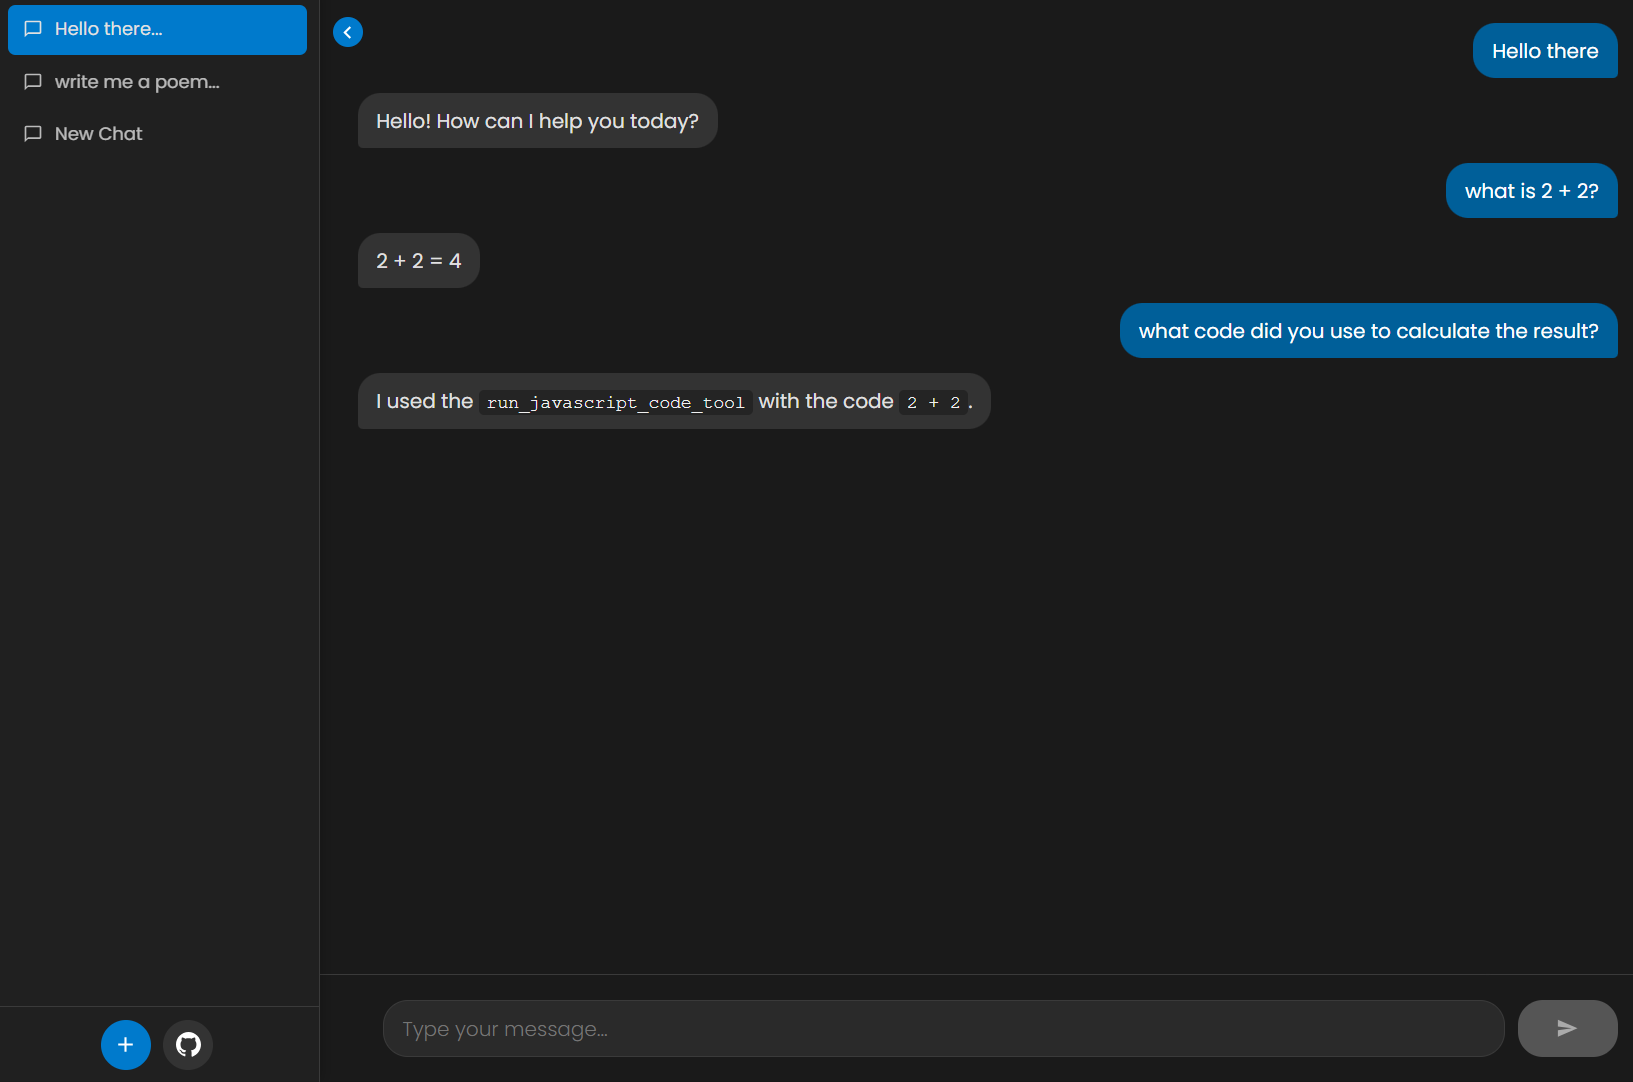 Hello there...
write me a poem...
New Chat
Hello there
Hello! How can I help you today?
what is 2 + 2?
2 + 2 = 4
what code did you use to calculate the result?
I used the run_javascript_code_tool with the code 2 + 2.
Type your message...